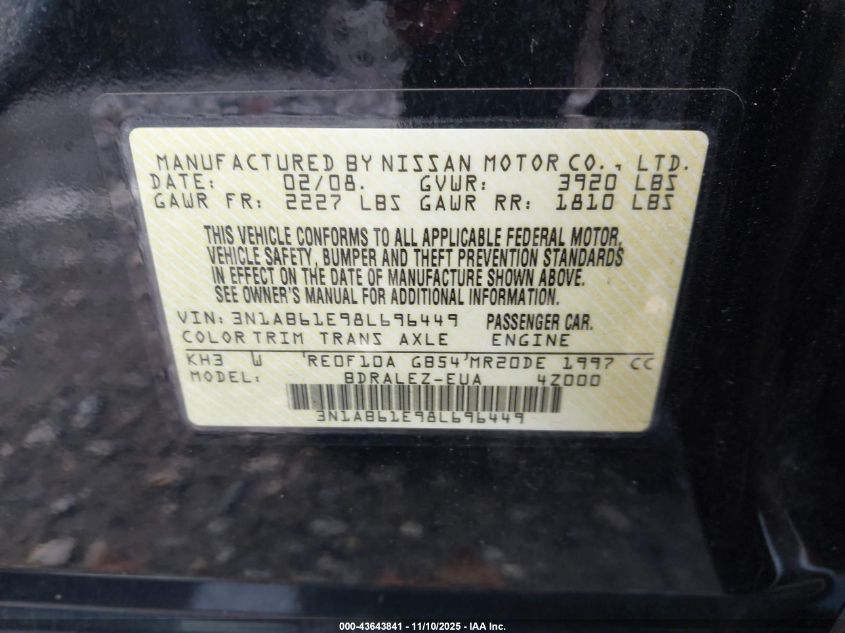 MANUFACTURED BY NISSAN MOTOR CO., LTD.
DATE: 02/08. GVWR: 3920 LBS
GAWR FR: 2227 LBS GAWR RR: 1810 LBS
THIS VEHICLE CONFORMS TO ALL APPLICABLE FEDERAL MOTOR,
VEHICLE SAFETY, BUMPER AND THEFT PREVENTION STANDARDS
IN EFFECT ON THE DATE OF MANUFACTURE SHOWN ABOVE.
SEE OWNER'S MANUAL FOR ADDITIONAL INFORMATION.
VIN: 3N1AB61E98L696449 PASSENGER CAR.
COLOR TRIM TRANS AXLE ENGINE
KH3 W 'RE0F10A GB54'MR20DE 1997 CC
MODEL: BDRALEZ-EUA 4Z000
3N1AB61E98L696449
000-43643841 — 11/10/2025 — IAA Inc.